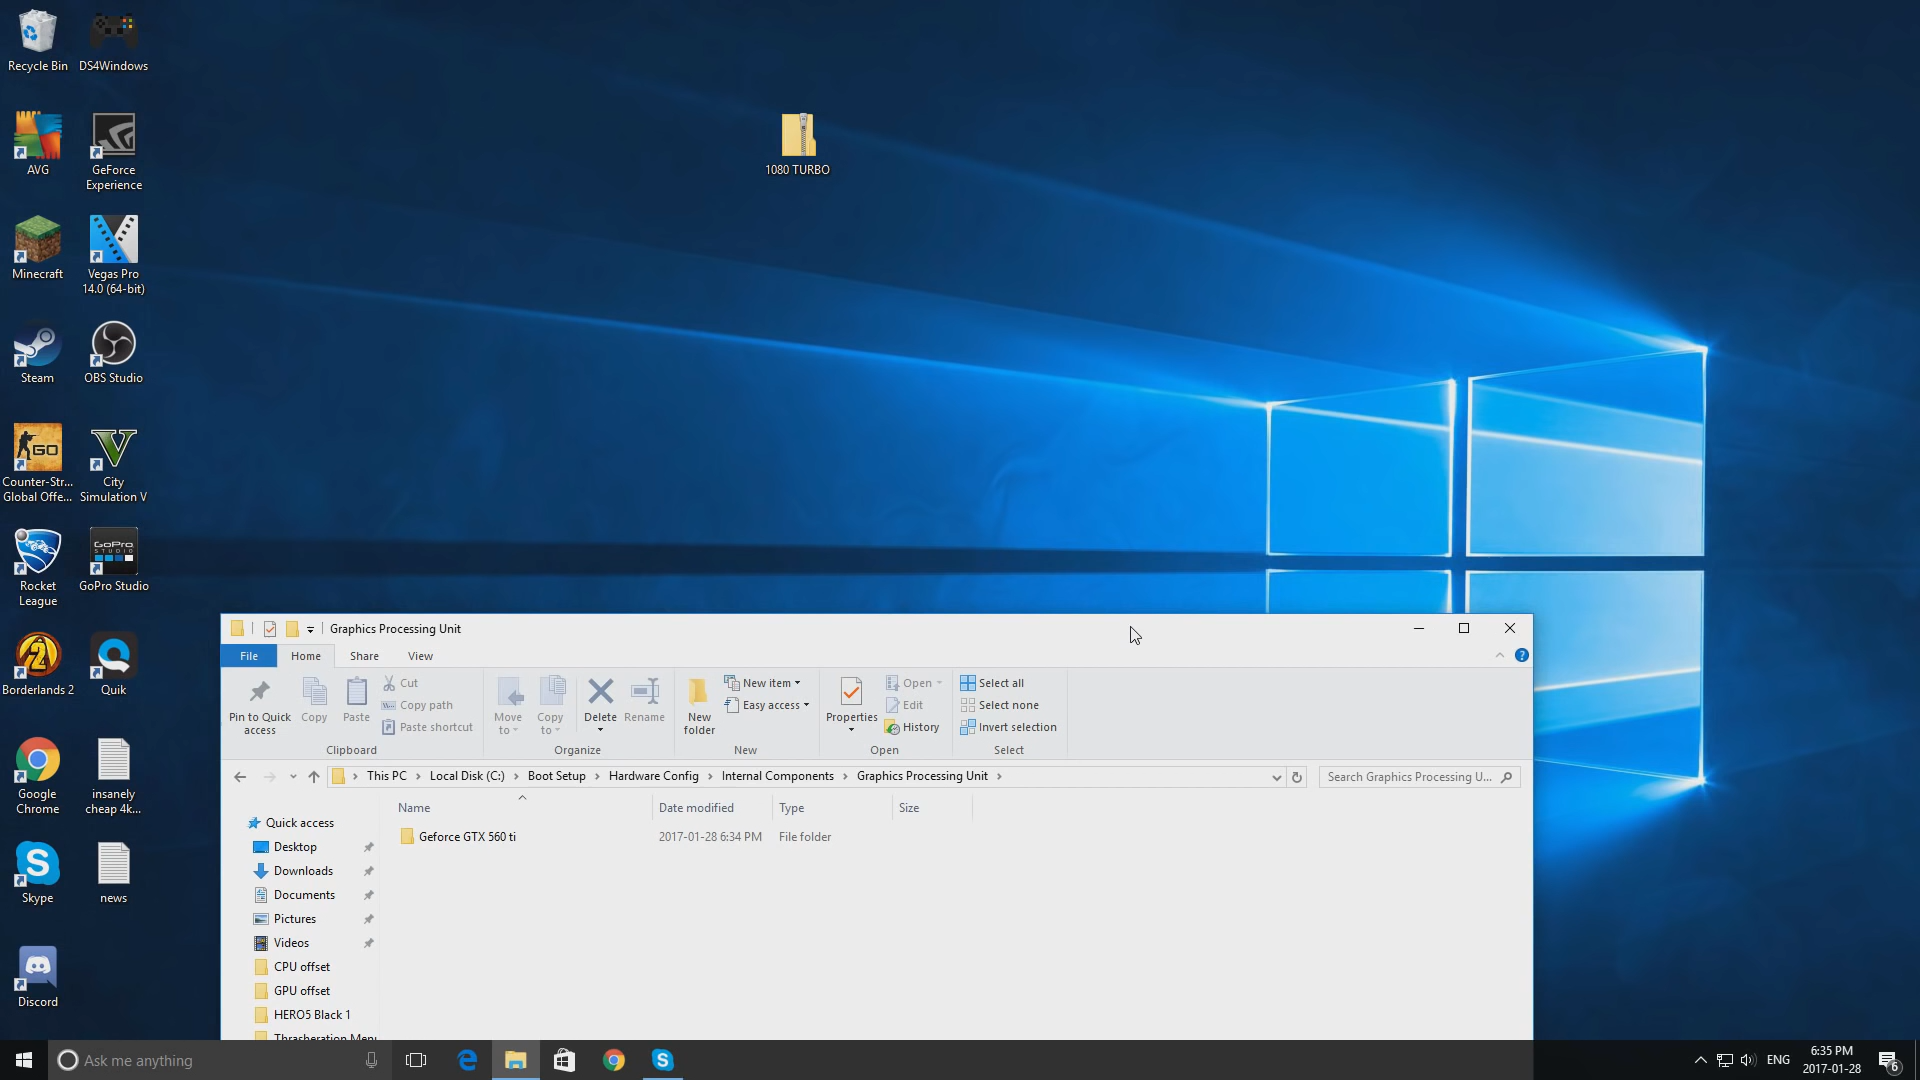 Recycle Bin
DS4Windows
AVG
GeForce
Experience
1080 TURBO
Minecraft
Vegas Pro
14.0 (64-bit)
Steam
OBS Studio
GO
Counter-Str...
Global Offe...
City
Simulation V
GoPro
STUDIO
Rocket
League
GoPro Studio
Borderlands 2
Quik
Google
Chrome
insanely
cheap 4k...
Skype
news
Discord
Graphics Processing Unit
File
Home
Share
View
Pin to Quick
access
Copy
Paste
Cut
Copy path
Paste shortcut
Clipboard
Move
to
Copy
to
Delete
Rename
Organize
New
folder
New item
Easy access
New
Properties
Open
Edit
History
Open
Select all
Select none
Invert selection
Select
This PC
Local Disk (C:)
Boot Setup
Hardware Config
Internal Components
Graphics Processing Unit
Search Graphics Processing U...
Name
Date modified
Type
Size
Geforce GTX 560 ti
2017-01-28 6:34 PM
File folder
Quick access
Desktop
Downloads
Documents
Pictures
Videos
CPU offset
GPU offset
HERO5 Black 1
Ask me anything
ENG
6:35 PM
2017-01-28
6